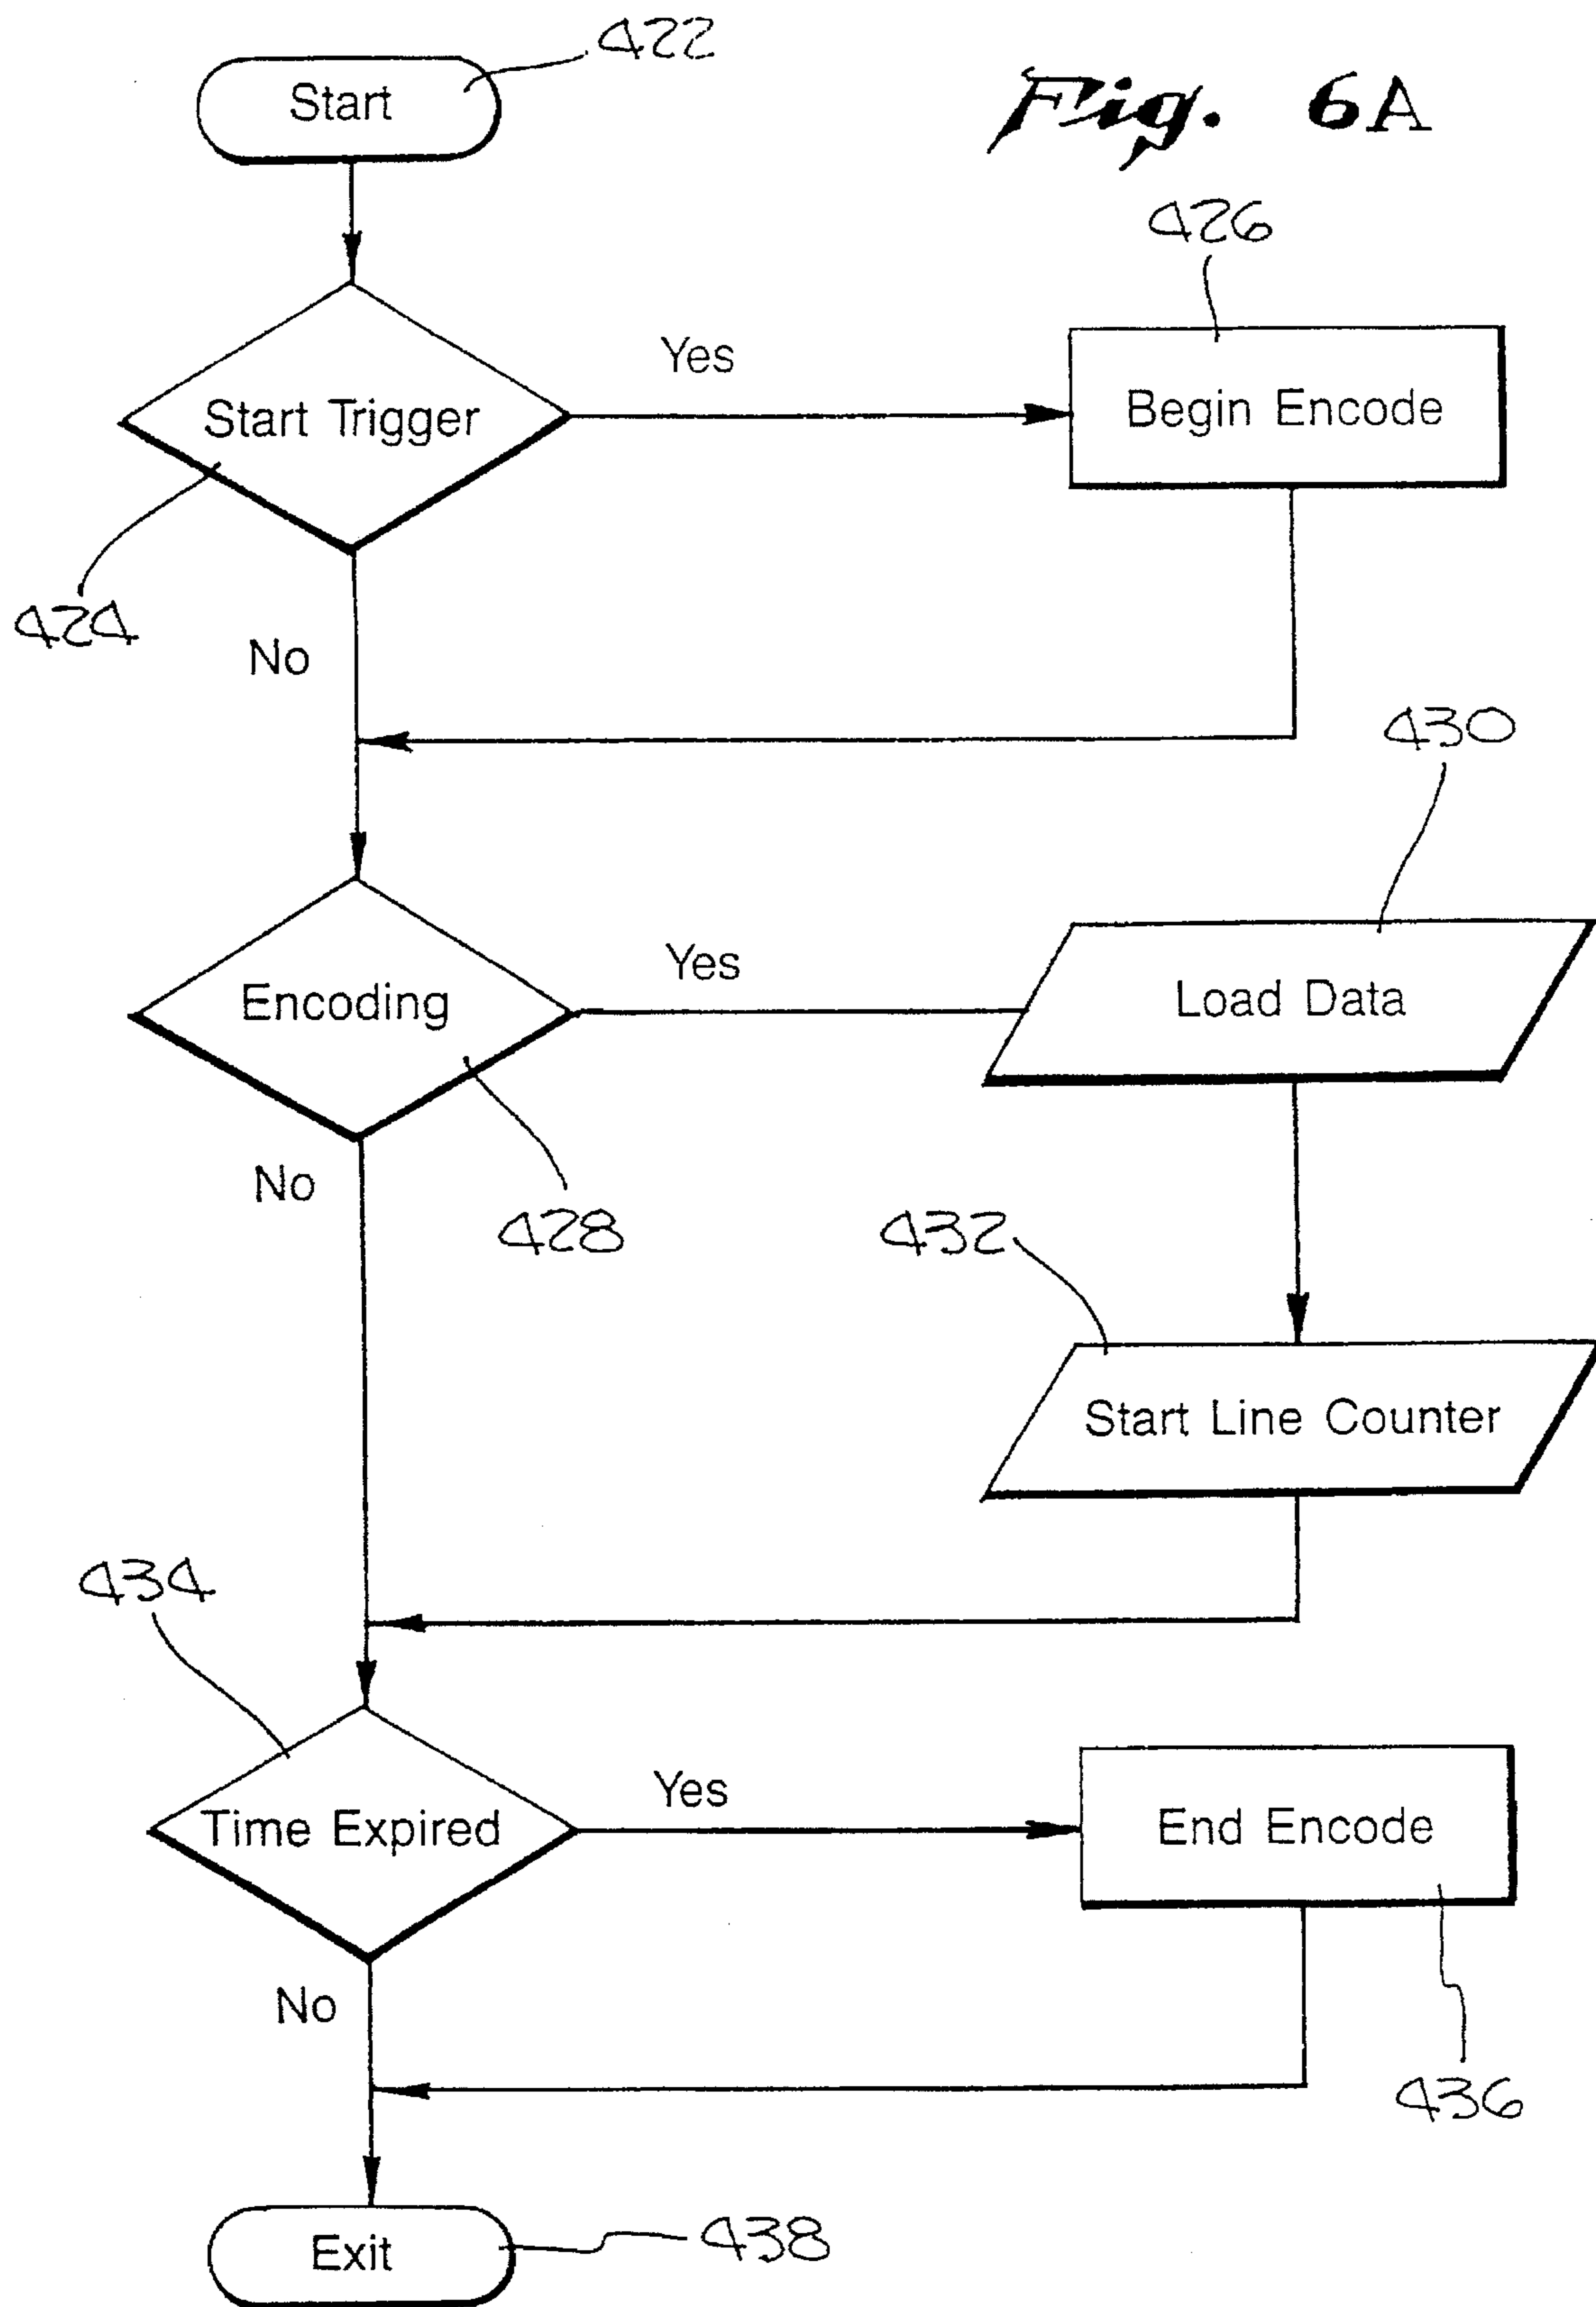 422
Start
Fig. 6A
426
Yes
Start Trigger
Begin Encode
424
No
430
Yes
Encoding
Load Data
No
428
432
Start Line Counter
434
Yes
Time Expired
End Encode
No
436
Exit
438